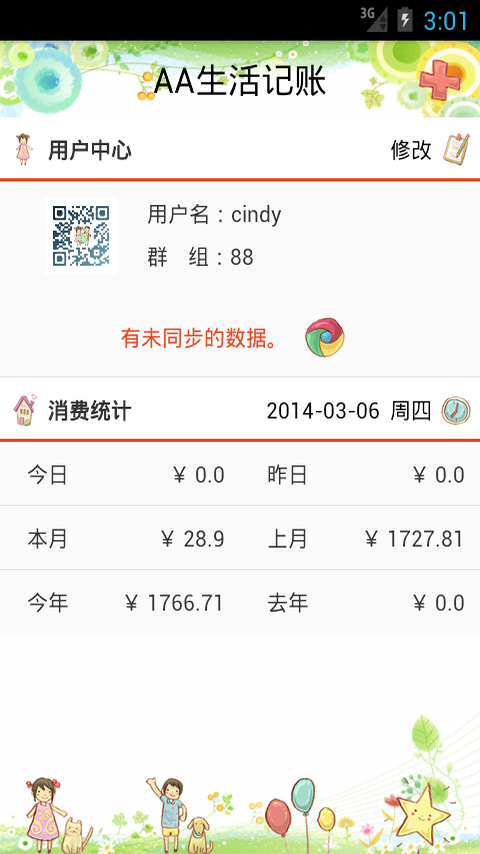 3G 3:01
AA生活记账
用户中心 修改
用户名：cindy
群 组：88
有未同步的数据。
消费统计 2014-03-06 周四
今日 ¥ 0.0 昨日 ¥ 0.0
本月 ¥ 28.9 上月 ¥ 1727.81
今年 ¥ 1766.71 去年 ¥ 0.0